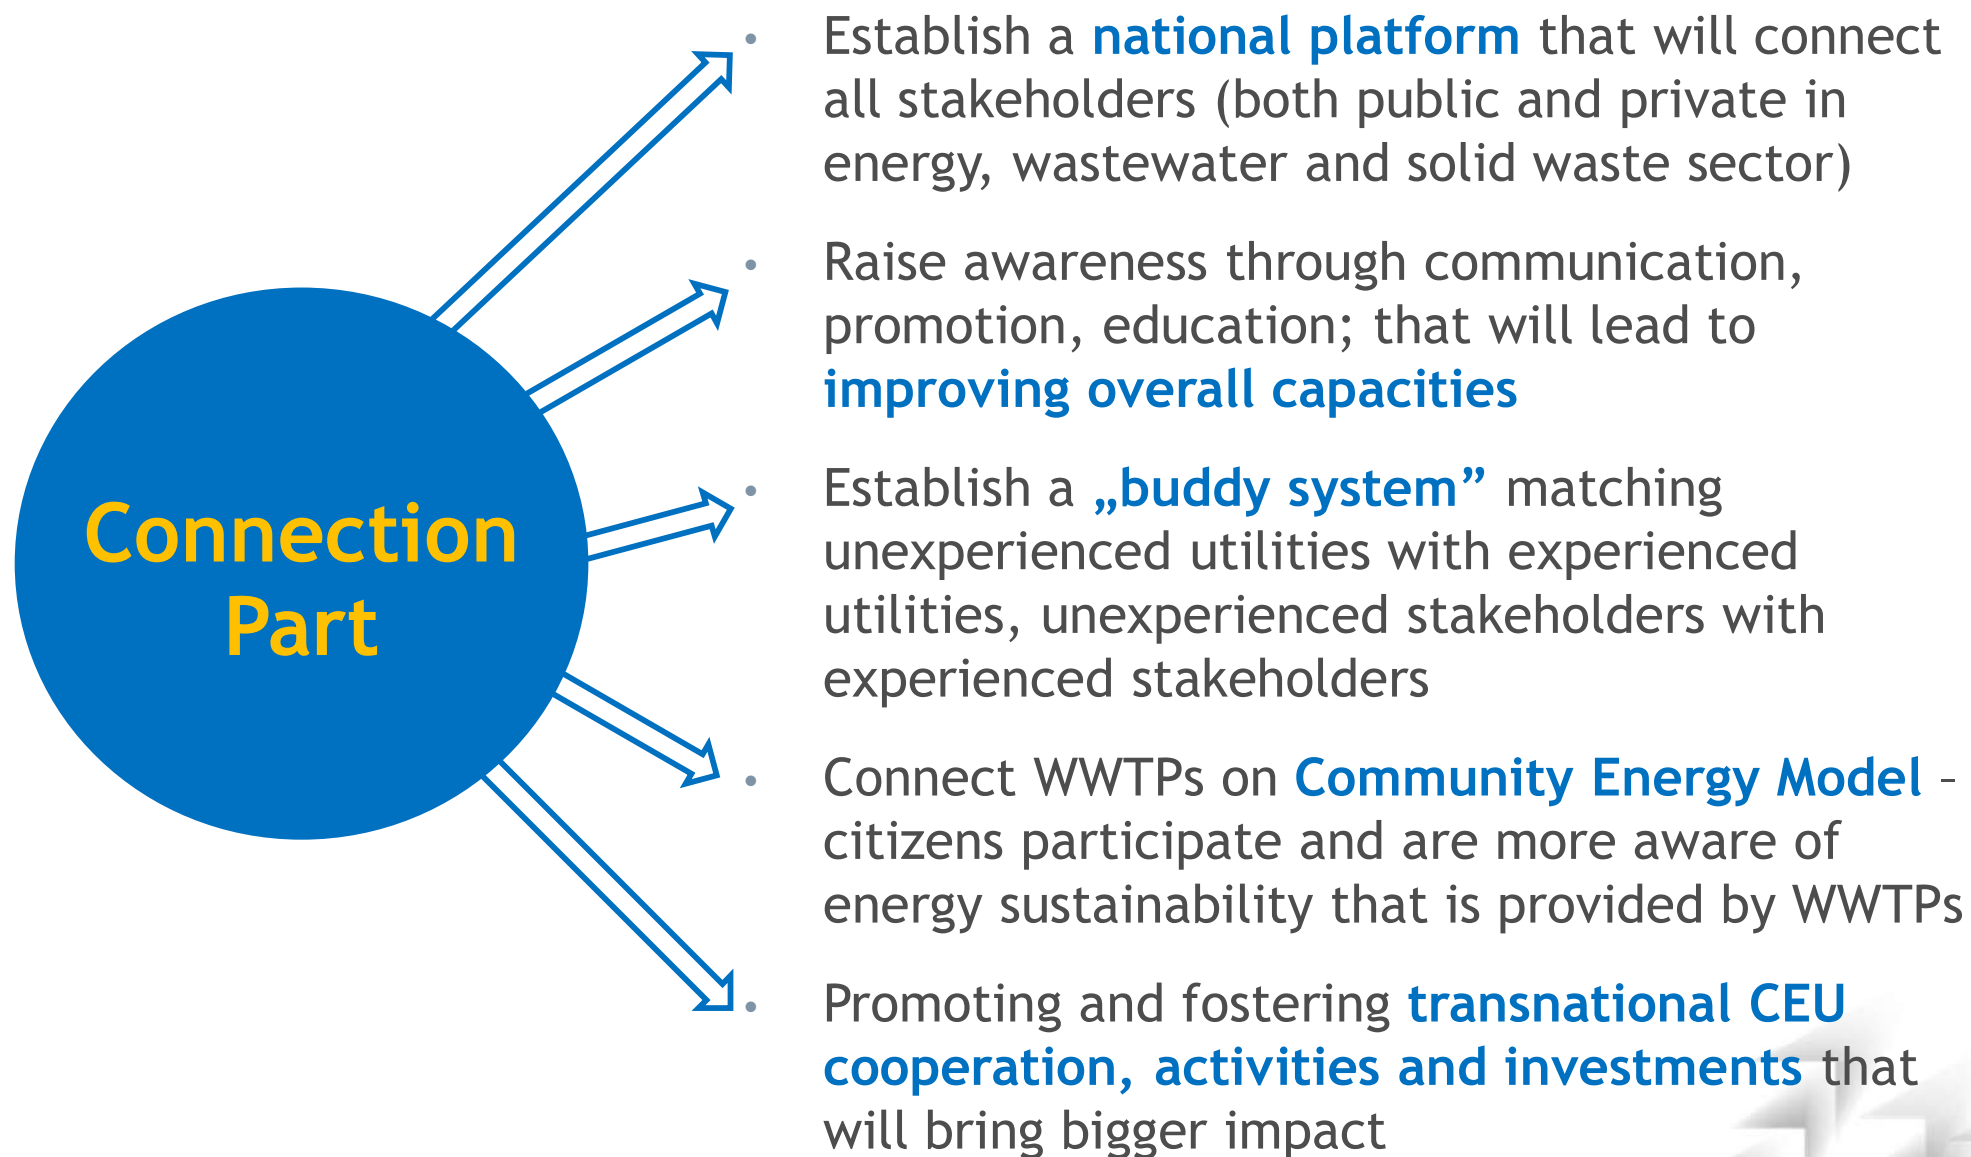 Connection
Part
• Establish a national platform that will connect
all stakeholders (both public and private in
energy, wastewater and solid waste sector)
• Raise awareness through communication,
promotion, education; that will lead to
improving overall capacities
• Establish a „buddy system” matching
unexperienced utilities with experienced
utilities, unexperienced stakeholders with
experienced stakeholders
• Connect WWTPs on Community Energy Model –
citizens participate and are more aware of
energy sustainability that is provided by WWTPs
• Promoting and fostering transnational CEU
cooperation, activities and investments that
will bring bigger impact